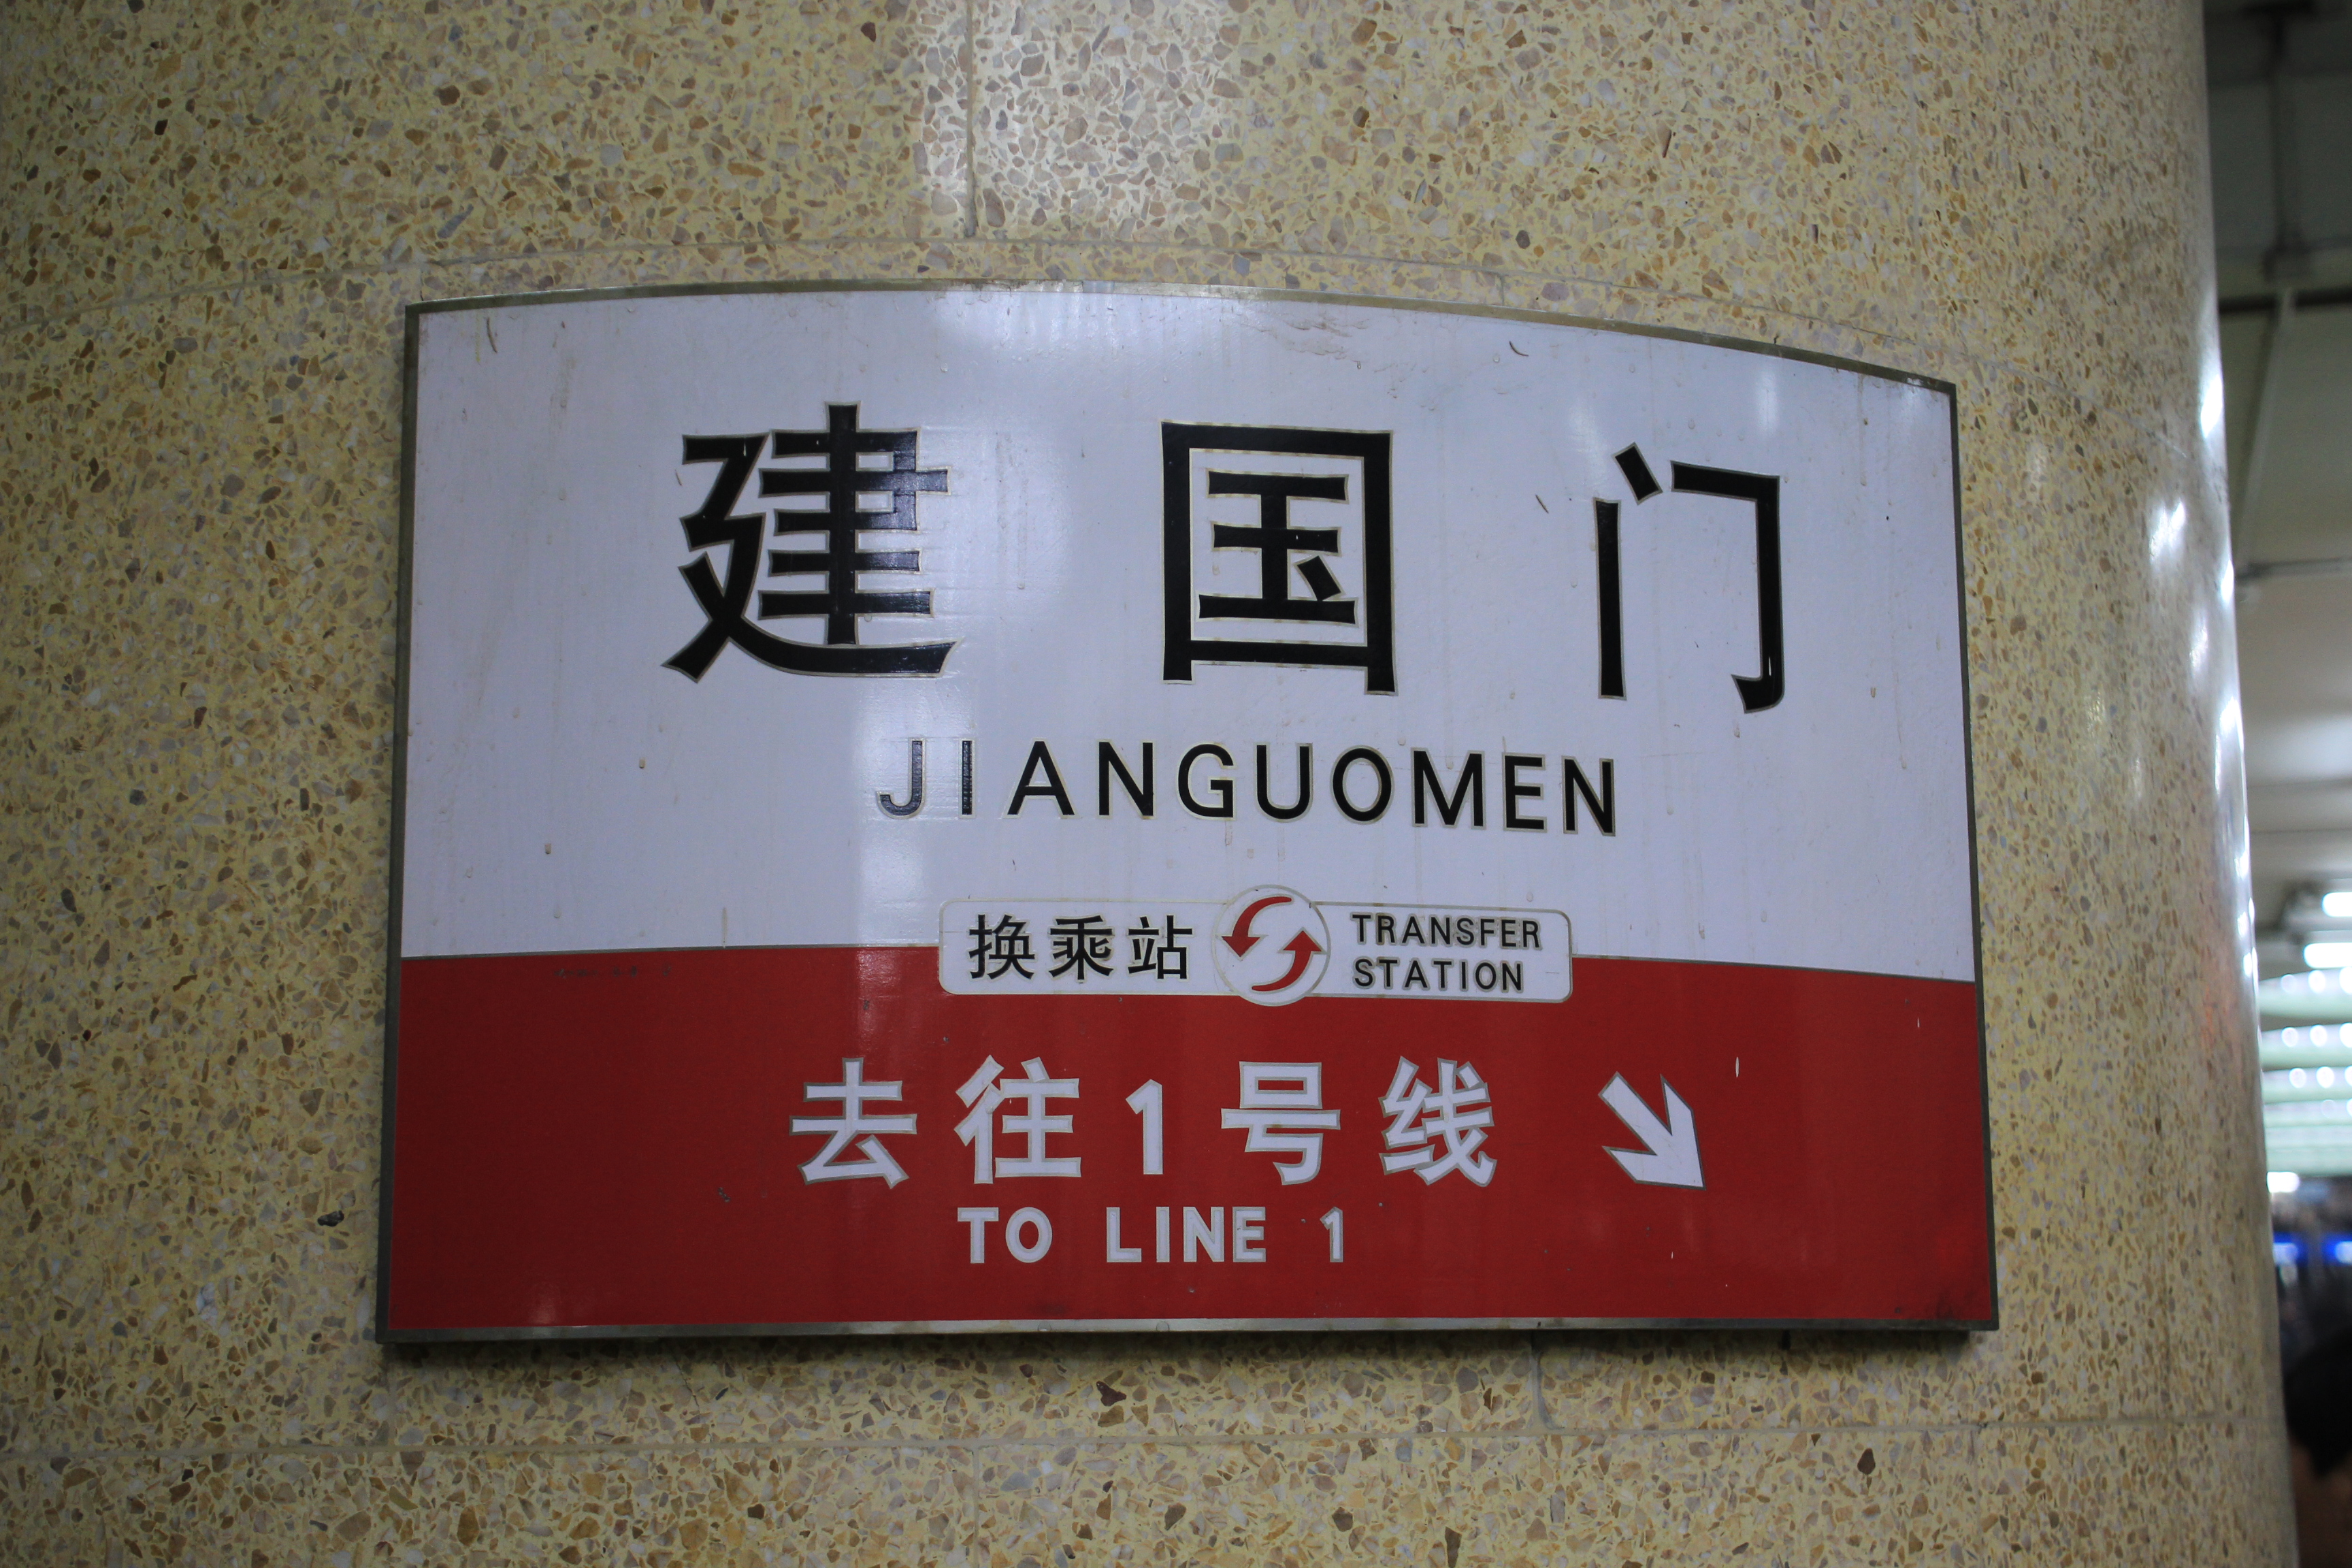 建国门
JIANGUOMEN
换乘站 TRANSFER
STATION
去往1号线
TO LINE 1